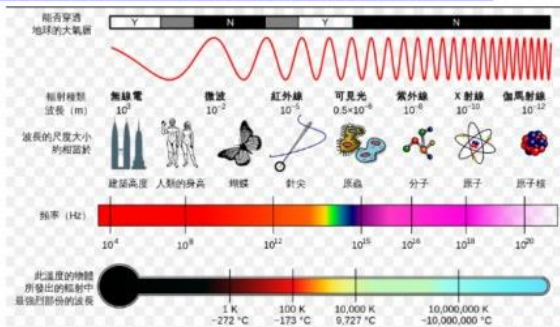 能否穿透
地球的大氣層
Y N Y N
輻射種類 無線電 微波 紅外線 可見光 紫外線 X 射線 伽馬射線
波長（m） 10³ 10⁻² 10⁻⁵ 0.5×10⁻⁶ 10⁻⁸ 10⁻¹⁰ 10⁻¹²
波長的尺度大小
約相當於
建築高度 人類的身高 蝴蝶 針尖 原蟲 分子 原子 原子核
頻率（Hz）
10⁴ 10⁸ 10¹² 10¹⁵ 10¹⁶ 10¹⁸ 10²⁰
此溫度的物體
所發出的輻射中
最強烈部份的波長
1 K 100 K 10,000 K 10,000,000 K
−272 °C −173 °C 9,727 °C ~10,000,000 °C